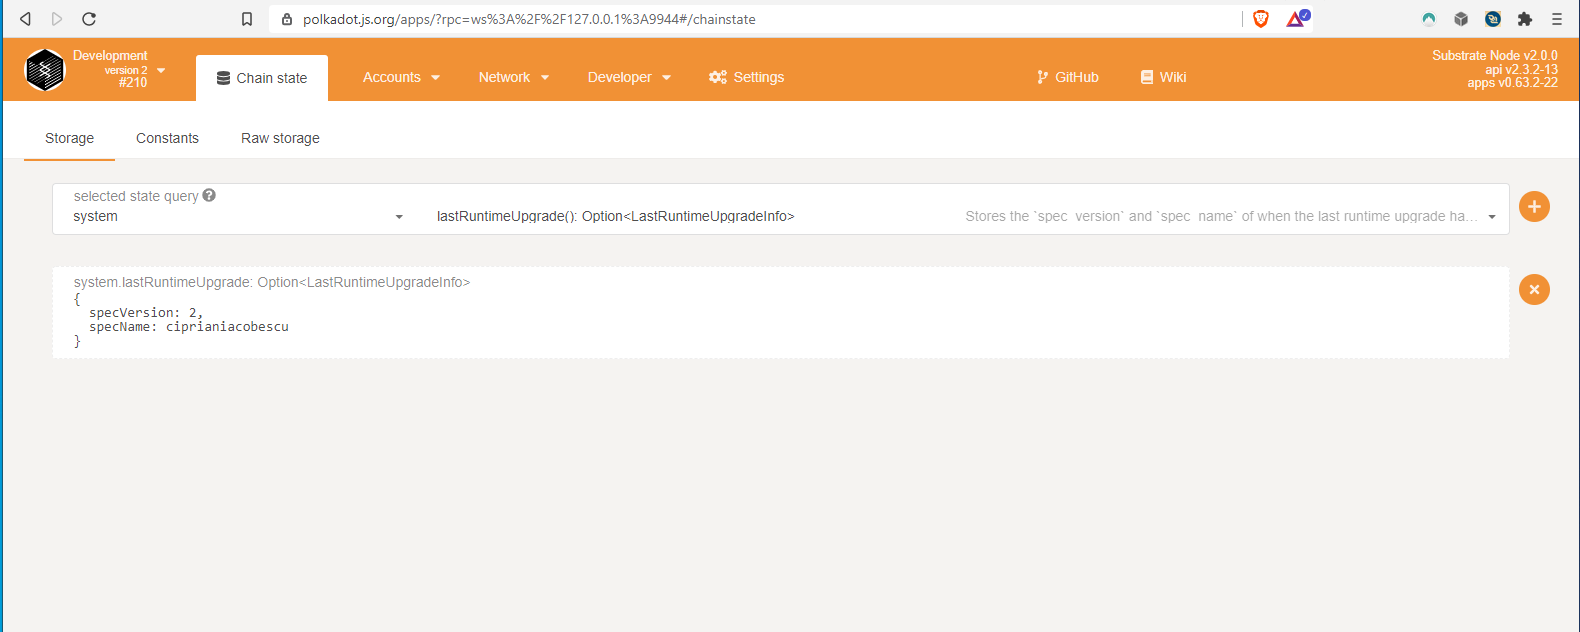 polkadot.js.org/apps/?rpc=ws%3A%2F%2F127.0.0.1%3A9944#/chainstate
Development
version 2
#210
Chain state
Accounts
Network
Developer
Settings
GitHub
Wiki
Substrate Node v2.0.0
api v2.3.2-13
apps v0.63.2-22
Storage
Constants
Raw storage
selected state query
system
lastRuntimeUpgrade(): Option<LastRuntimeUpgradeInfo>
Stores the `spec_version` and `spec_name` of when the last runtime upgrade ha…
system.lastRuntimeUpgrade: Option<LastRuntimeUpgradeInfo>
{
specVersion: 2,
specName: ciprianiacobescu
}